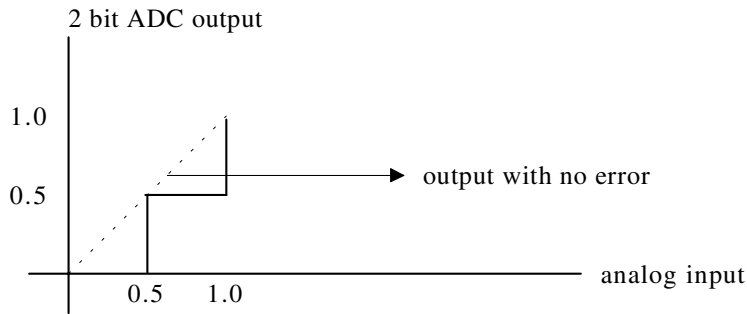 2 bit ADC output
1.0
output with no error
0.5
analog input
0.5 1.0